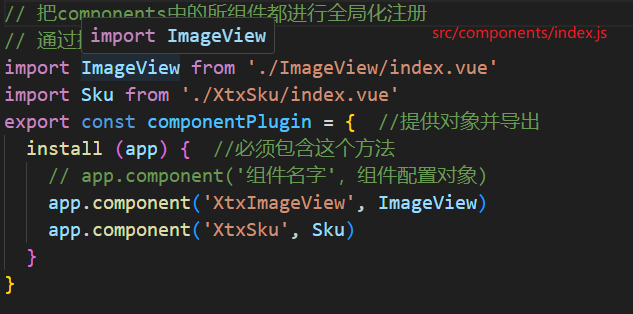 // 把components中的所组件都进行全局化注册
src/components/index.js
// 通过
import ImageView
import ImageView from './ImageView/index.vue'
import Sku from './XtxSku/index.vue'
export const componentPlugin = {  //提供对象并导出
install (app) {  //必须包含这个方法
// app.component('组件名字', 组件配置对象)
app.component('XtxImageView', ImageView)
app.component('XtxSku', Sku)
}
}